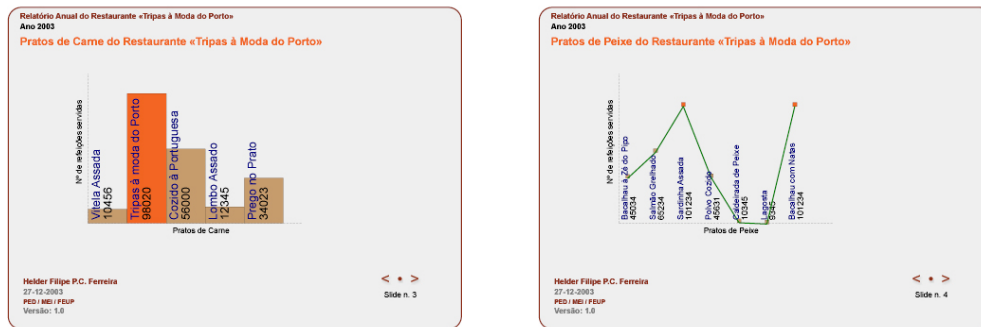 Relatório Anual do Restaurante «Tripas à Moda do Porto»
Ano 2003
Pratos de Carne do Restaurante «Tripas à Moda do Porto»
Nº de refeições servidas
Vitela Assada
10456
Tripas à moda do Porto
98020
Cozido à Portuguesa
56000
Lombo Assado
12345
Prego no Prato
34023
Pratos de Carne
Helder Filipe P.C. Ferreira
27-12-2003
PED / MEI / FEUP
Versão: 1.0
< • >
Slide n. 3
Relatório Anual do Restaurante «Tripas à Moda do Porto»
Ano 2003
Pratos de Peixe do Restaurante «Tripas à Moda do Porto»
Nº de refeições servidas
Bacalhau à Zé do Pipo
45034
Salmão Grelhado
65234
Sardinha Assada
101234
Polvo Cozido
45631
Caldeirada de Peixe
10345
Lagosta
9345
Bacalhau com Natas
101234
Pratos de Peixe
Helder Filipe P.C. Ferreira
27-12-2003
PED / MEI / FEUP
Versão: 1.0
< • >
Slide n. 4